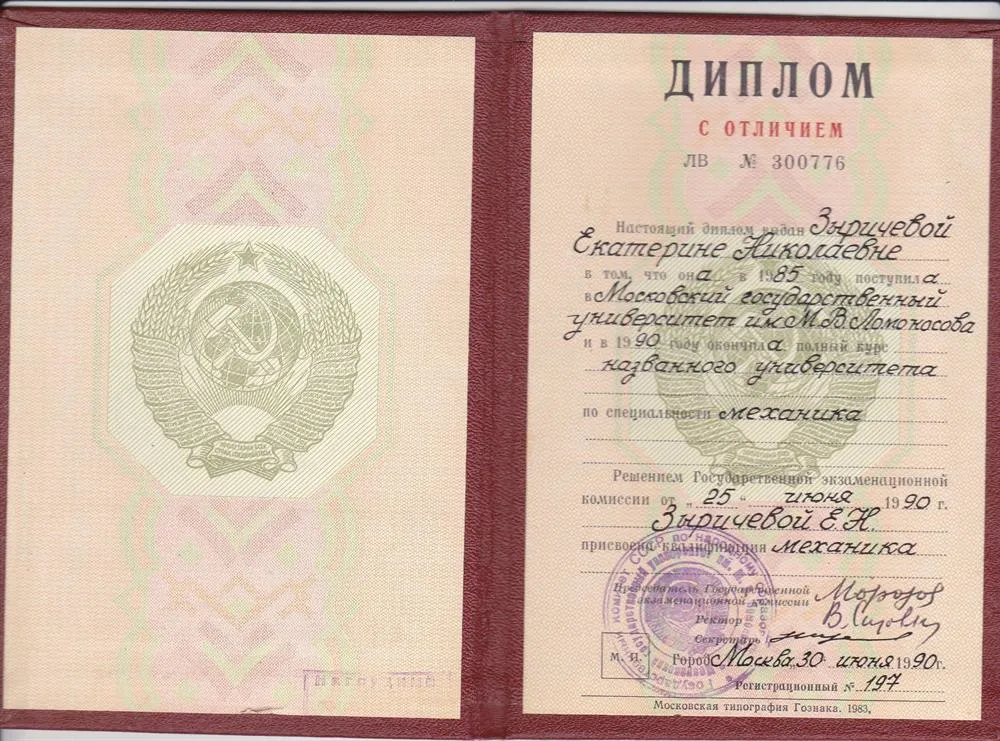 ДИПЛОМ
С ОТЛИЧИЕМ
ЛВ № 300776
Настоящий диплом выдан Зыричевой
Екатерине Николаевне
в том, что она в 1985 году поступила
в Московский государственный
университет им М.В.Ломоносова
и в 1990 году окончила полный курс
названного университета
по специальности механика
Решением Государственной экзаменационной
комиссии от „25“ июня 1990 г.
Зыричевой Е.Н.
присвоена квалификация механика
Председатель Государственной
экзаменационной комиссии Морозов
Ректор
Секретарь
М. П. Город Москва, 30 июня 1990г.
Регистрационный № 197
Московская типография Гознака. 1983.